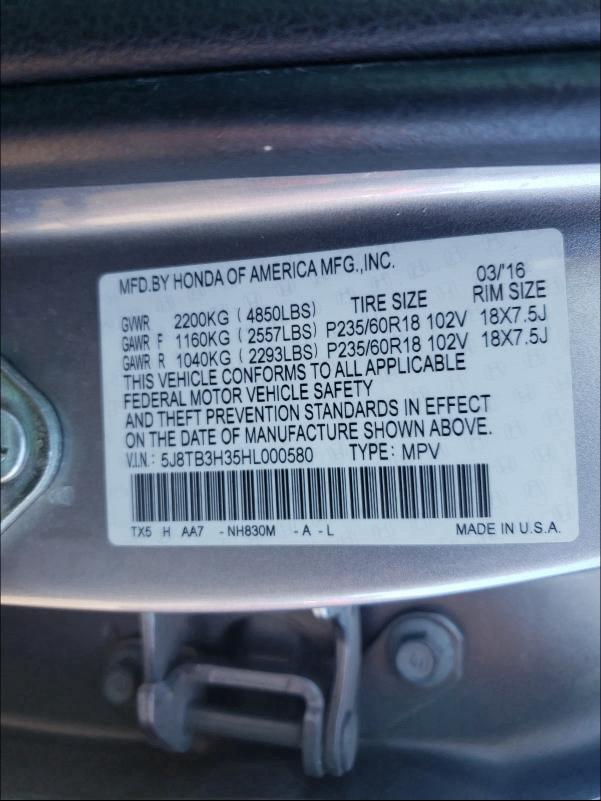 MFD.BY HONDA OF AMERICA MFG.,INC. 03/'16
GVWR 2200KG ( 4850LBS) TIRE SIZE RIM SIZE
GAWR F 1160KG ( 2557LBS) P235/60R18 102V 18X7.5J
GAWR R 1040KG ( 2293LBS) P235/60R18 102V 18X7.5J
THIS VEHICLE CONFORMS TO ALL APPLICABLE
FEDERAL MOTOR VEHICLE SAFETY
AND THEFT PREVENTION STANDARDS IN EFFECT
ON THE DATE OF MANUFACTURE SHOWN ABOVE.
V.I.N.: 5J8TB3H35HL000580 TYPE: MPV
TX5 H AA7 -NH830M -A-L MADE IN U.S.A.